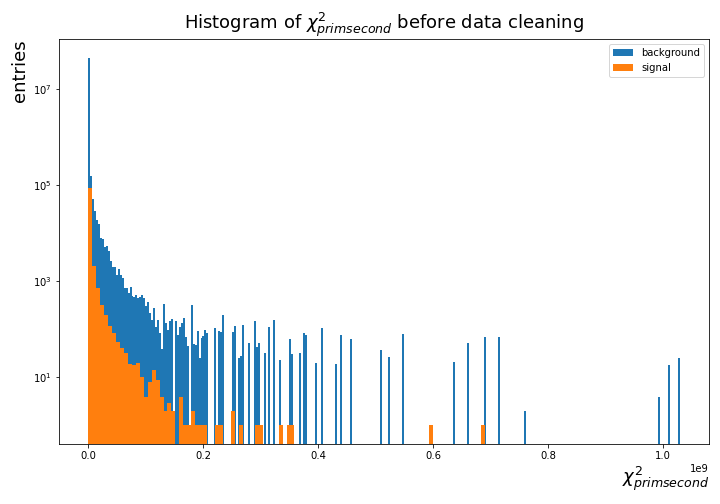 Histogram of χ²primsecond before data cleaning
entries
background
signal
10⁷
10⁵
10³
10¹
0.0 0.2 0.4 0.6 0.8 1.0
1e9
χ²primsecond